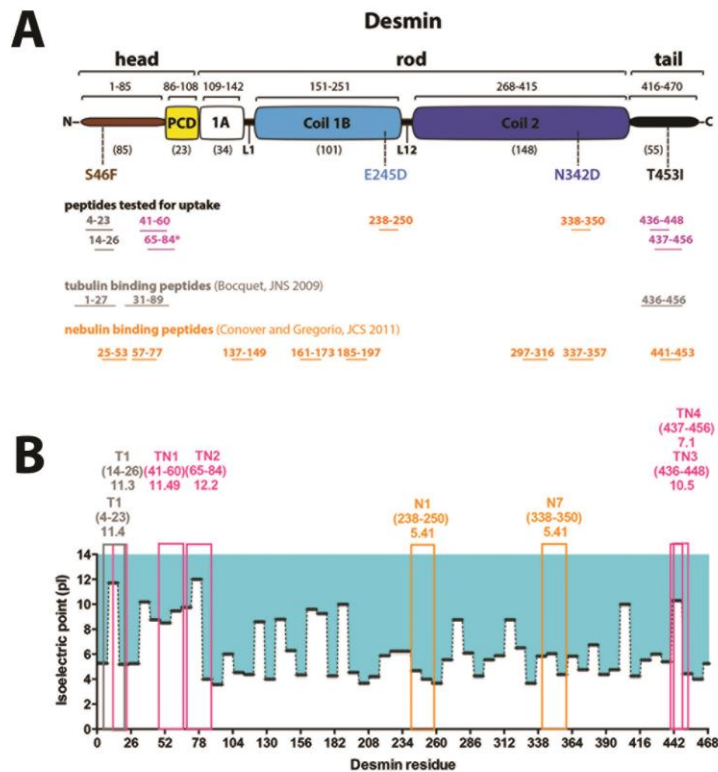 A
Desmin
head rod tail
1-85 86-108 109-142 151-251 268-415 416-470
N- PCD 1A Coil 1B Coil 2 -C
(85) (23) (34) L1 (101) L12 (148) (55)
S46F E245D N342D T453I
peptides tested for uptake
4-23 41-60 238-250 338-350 436-448
14-26 65-84* 437-456
tubulin binding peptides (Bocquet, JNS 2009)
1-27 31-89 436-456
nebulin binding peptides (Conover and Gregorio, JCS 2011)
25-53 57-77 137-149 161-173 185-197 297-316 337-357 441-453
B
TN4
(437-456)
7.1
T1 TN1 TN2 TN3
(14-26) (41-60) (65-84) (436-448)
11.3 11.49 12.2 10.5
T1 N1 N7
(4-23) (238-250) (338-350)
11.4 5.41 5.41
Isoelectric point (pI)
14
12
10
8
6
4
2
0
0 26 52 78 104 130 156 182 208 234 260 286 312 338 364 390 416 442 468
Desmin residue